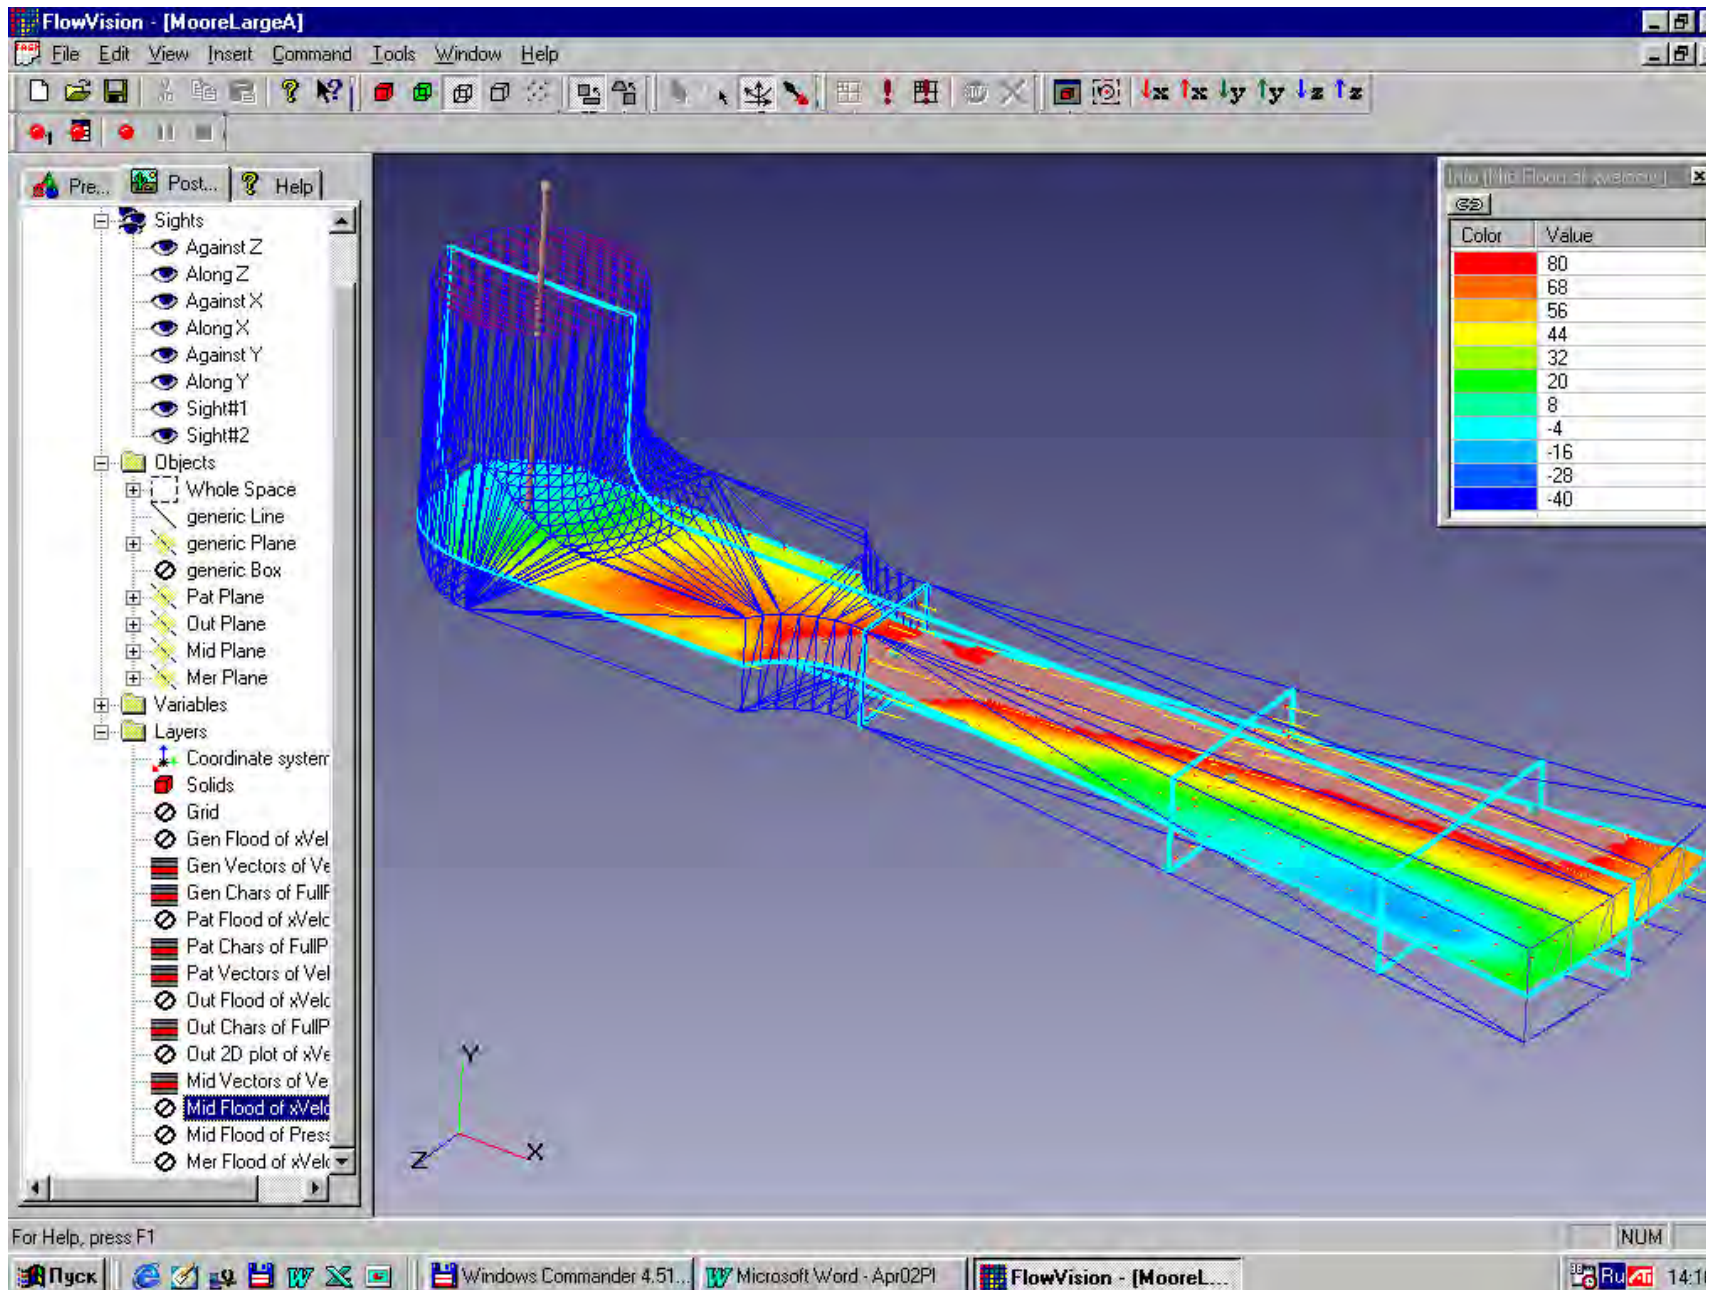 FlowVision - [MooreLargeA]
File Edit View Insert Command Tools Window Help
x x y y z z
Pre... Post... Help
Sights
Against Z
Along Z
Against X
Along X
Against Y
Along Y
Sight#1
Sight#2
Objects
Whole Space
generic Line
generic Plane
generic Box
Pat Plane
Out Plane
Mid Plane
Mer Plane
Variables
Layers
Coordinate system
Solids
Grid
Gen Flood of xVel
Gen Vectors of Ve
Gen Chars of FullF
Pat Flood of xVelc
Pat Chars of FullP
Pat Vectors of Vel
Out Flood of xVelc
Out Chars of FullP
Out 2D plot of xVe
Mid Vectors of Ve
Mid Flood of xVelc
Mid Flood of Press
Mer Flood of xVelc
Color Value
80
68
56
44
32
20
8
-4
-16
-28
-40
Y
Z
X
For Help, press F1
NUM
Пуск
Windows Commander 4.51...
Microsoft Word - Apr02Pl
FlowVision - [MooreL...
Ru
14:1